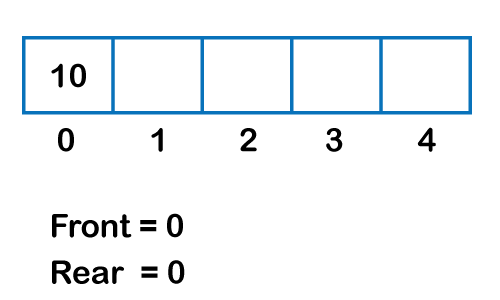 10
0 1 2 3 4
Front = 0
Rear = 0